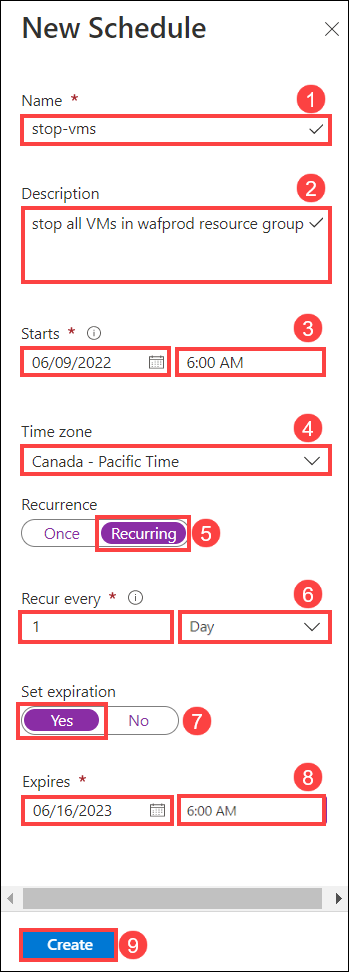 New Schedule
Name *
1
stop-vms
Description
2
stop all VMs in wafprod resource group
Starts *
3
06/09/2022 6:00 AM
Time zone
4
Canada - Pacific Time
Recurrence
Once Recurring 5
Recur every *
6
1 Day
Set expiration
Yes No 7
Expires *
8
06/16/2023 6:00 AM
Create 9